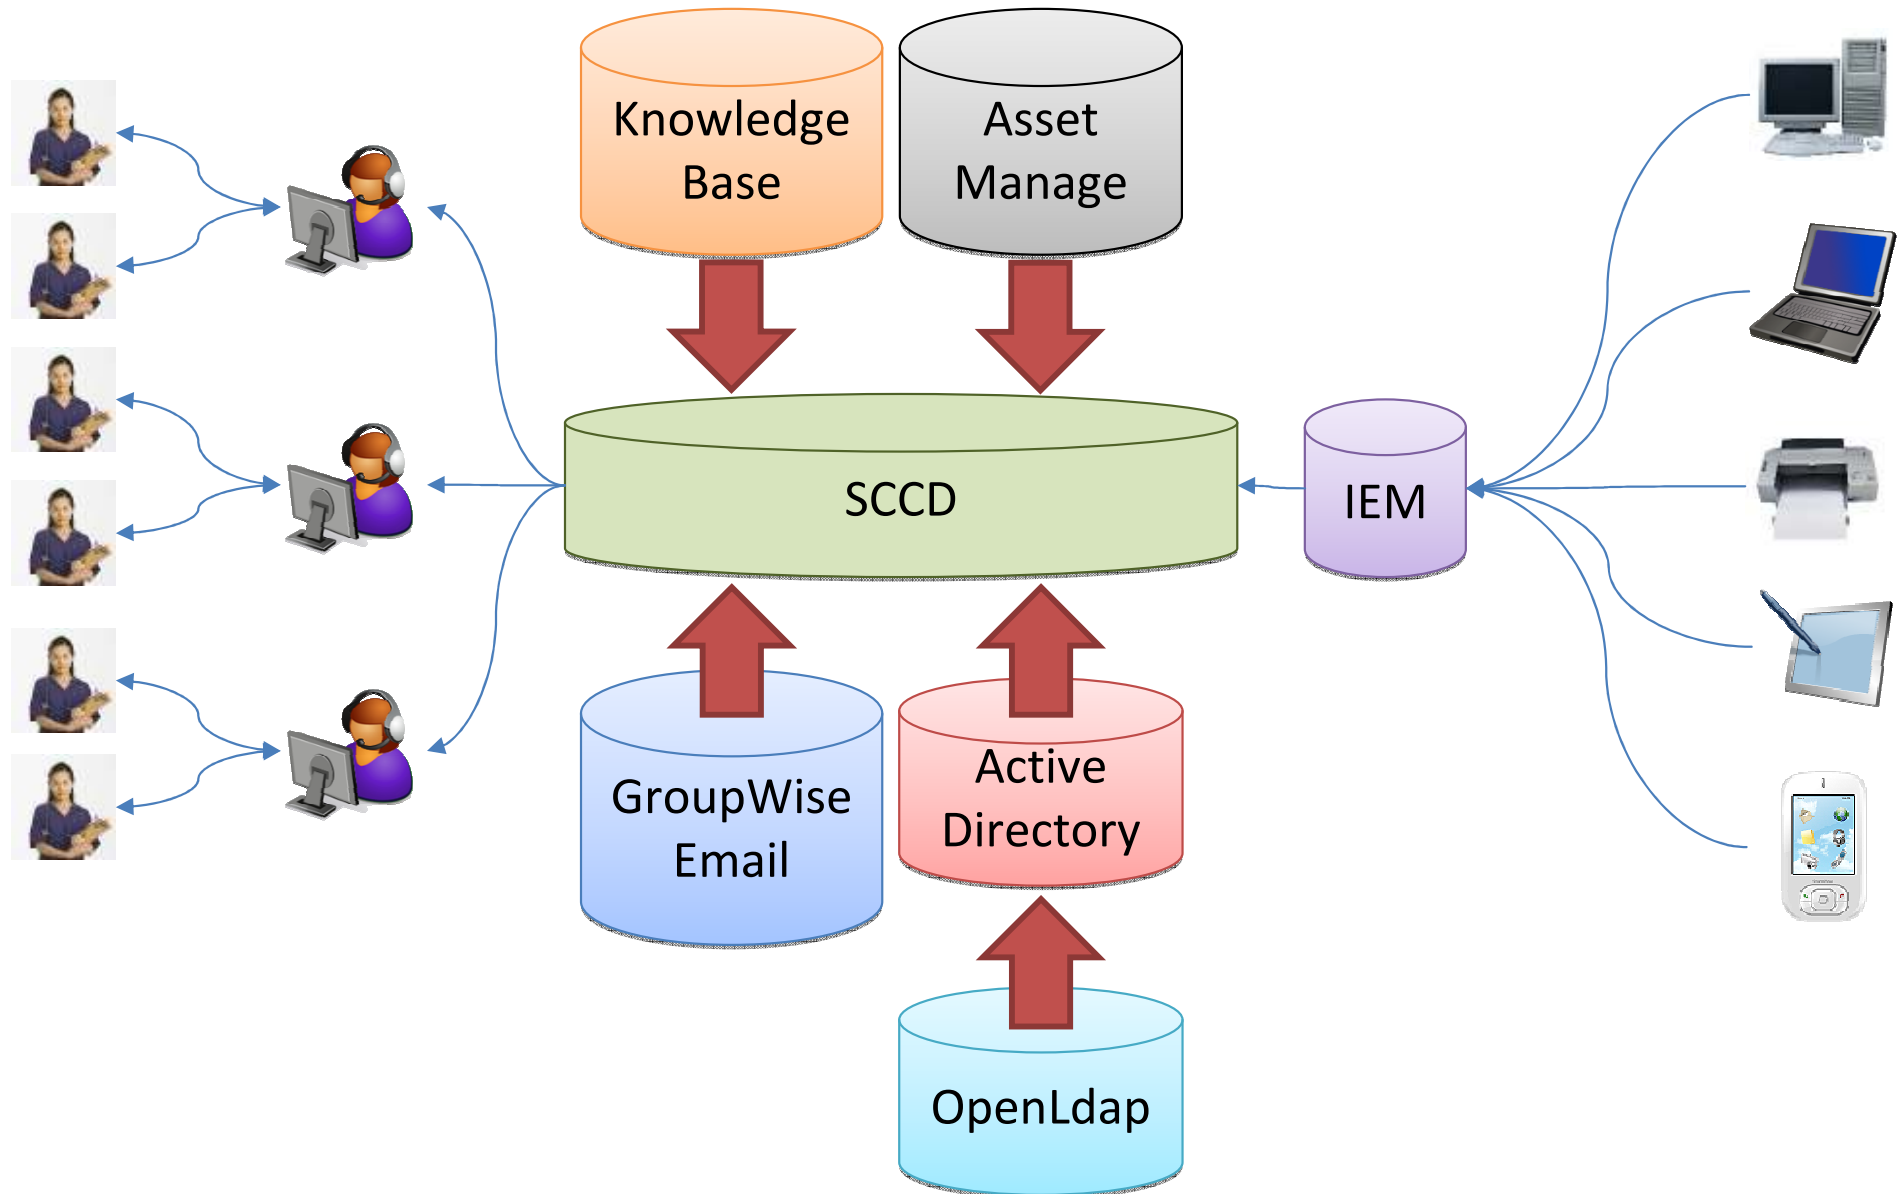 Knowledge
Base
Asset
Manage
SCCD
IEM
GroupWise
Email
Active
Directory
OpenLdap